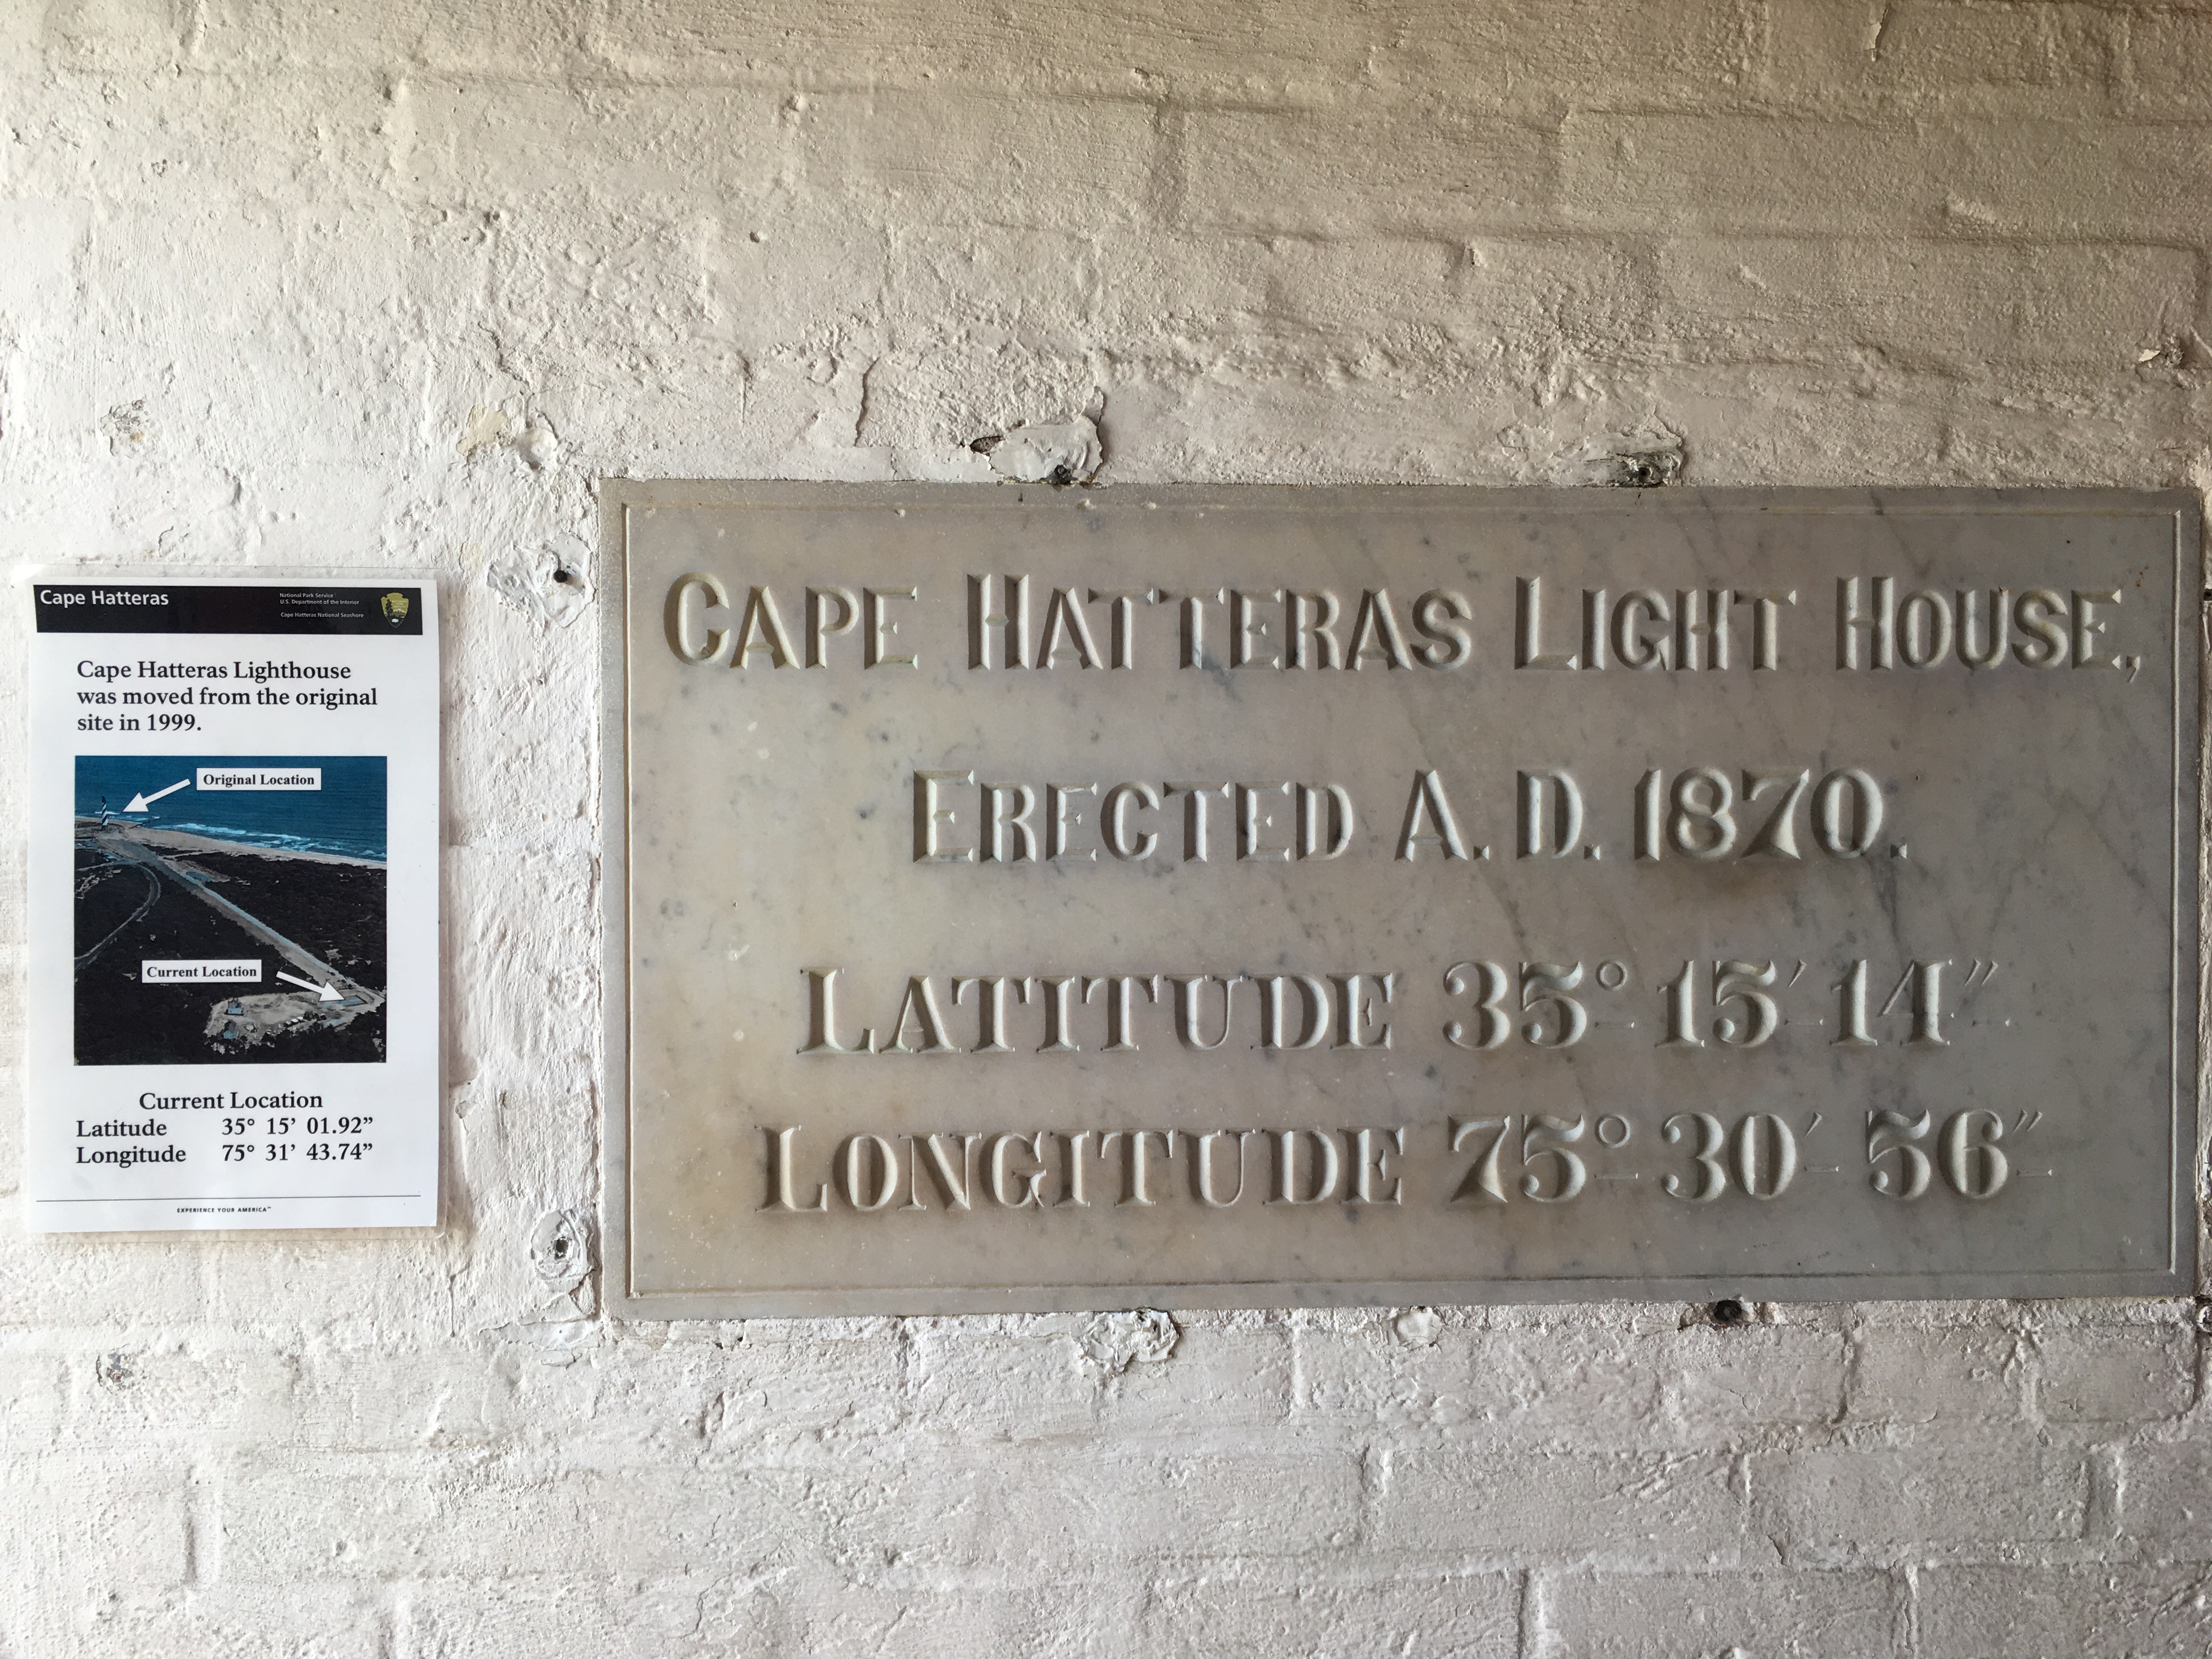 Cape Hatteras
National Park Service
U.S. Department of the Interior
Cape Hatteras National Seashore
Cape Hatteras Lighthouse
was moved from the original
site in 1999.
Original Location
Current Location
Current Location
Latitude 35° 15’ 01.92”
Longitude 75° 31’ 43.74”
EXPERIENCE YOUR AMERICA™
CAPE HATTERAS LIGHT HOUSE,
ERECTED A. D. 1870.
LATITUDE 35° 15′ 14″
LONGITUDE 75° 30′ 56″